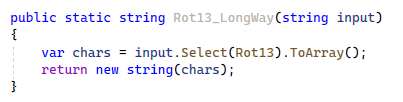 public static string Rot13_LongWay(string input)
{
    var chars = input.Select(Rot13).ToArray();
    return new string(chars);
}